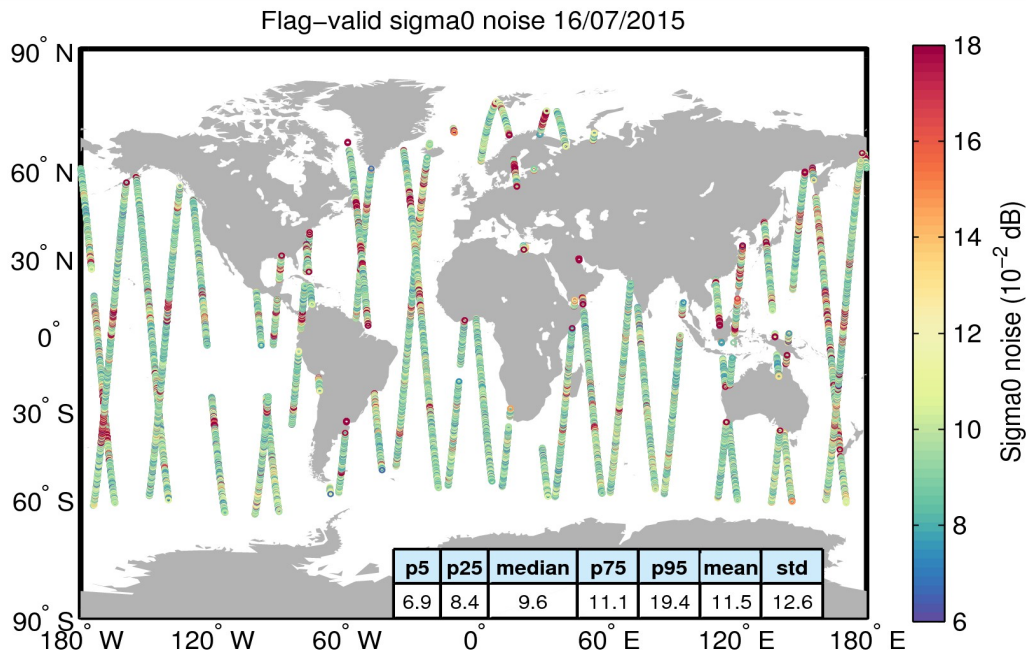 Flag−valid sigma0 noise 16/07/2015
90° N
60° N
30° N
0°
30° S
60° S
90° S
180° W
120° W
60° W
0°
60° E
120° E
180° E
p5 p25 median p75 p95 mean std
6.9 8.4 9.6 11.1 19.4 11.5 12.6
18
16
14
12
10
8
6
Sigma0 noise (10⁻² dB)